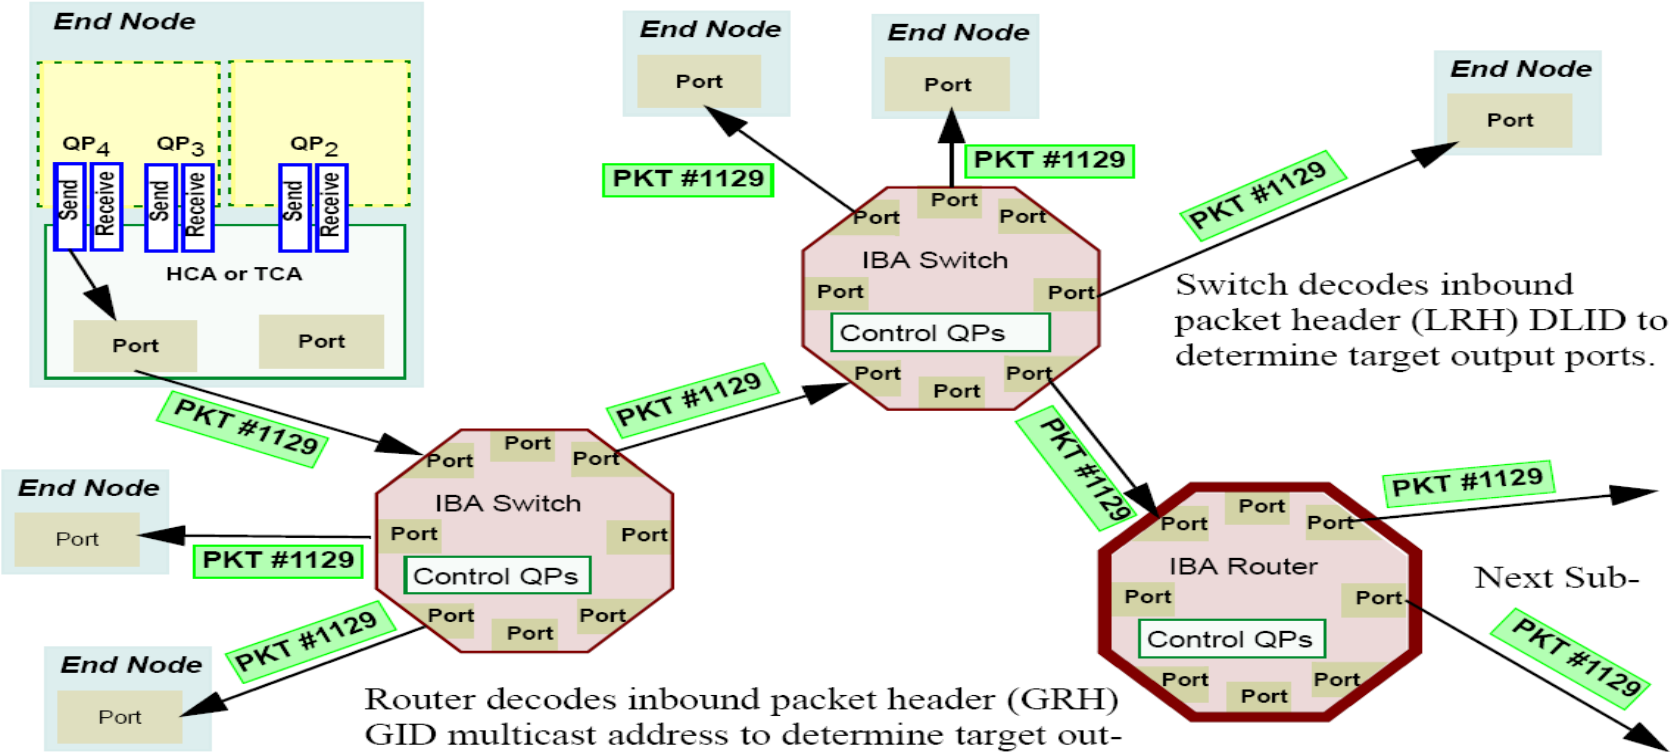 End Node
QP4
QP3
QP2
Send
Receive
Send
Receive
Send
Receive
HCA or TCA
Port
Port
PKT #1129
End Node
Port
End Node
Port
End Node
Port
PKT #1129
PKT #1129
PKT #1129
Port
Port
Port
IBA Switch
Port
Port
Control QPs
Port
Port
Port
Switch decodes inbound
packet header (LRH) DLID to
determine target output ports.
PKT #1129
PKT #1129
End Node
Port
PKT #1129
Port
Port
Port
IBA Switch
Port
Port
Control QPs
Port
Port
Port
End Node
Port
PKT #1129
Port
Port
Port
IBA Router
Port
Port
Control QPs
Port
Port
Port
PKT #1129
Next Sub-
PKT #1129
Router decodes inbound packet header (GRH)
GID multicast address to determine target out-